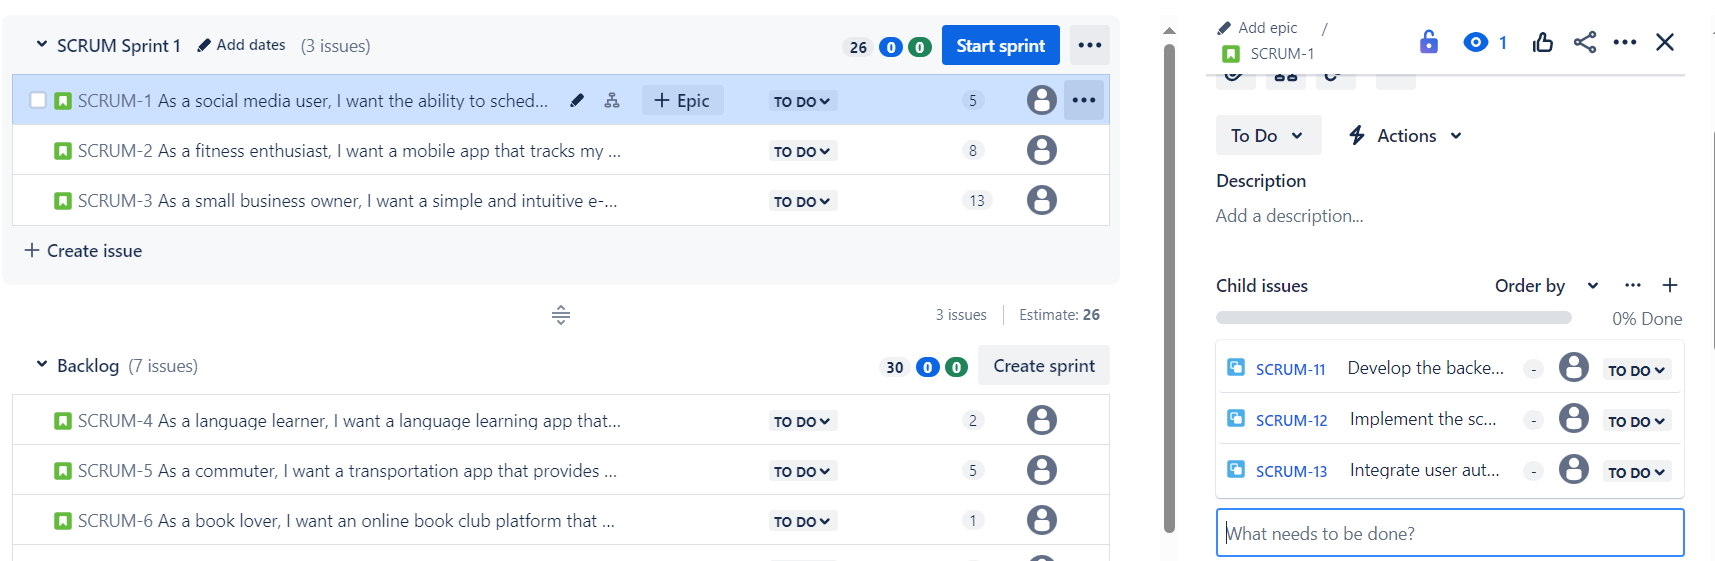 SCRUM Sprint 1 Add dates (3 issues) 26 0 0 Start sprint
SCRUM-1 As a social media user, I want the ability to sched... + Epic TO DO 5
SCRUM-2 As a fitness enthusiast, I want a mobile app that tracks my ... TO DO 8
SCRUM-3 As a small business owner, I want a simple and intuitive e-... TO DO 13
+ Create issue
3 issues Estimate: 26
Backlog (7 issues) 30 0 0 Create sprint
SCRUM-4 As a language learner, I want a language learning app that... TO DO 2
SCRUM-5 As a commuter, I want a transportation app that provides ... TO DO 5
SCRUM-6 As a book lover, I want an online book club platform that ... TO DO 1
Add epic /
SCRUM-1
1
To Do Actions
Description
Add a description...
Child issues Order by
0% Done
SCRUM-11 Develop the backe... - TO DO
SCRUM-12 Implement the sc... - TO DO
SCRUM-13 Integrate user aut... - TO DO
What needs to be done?